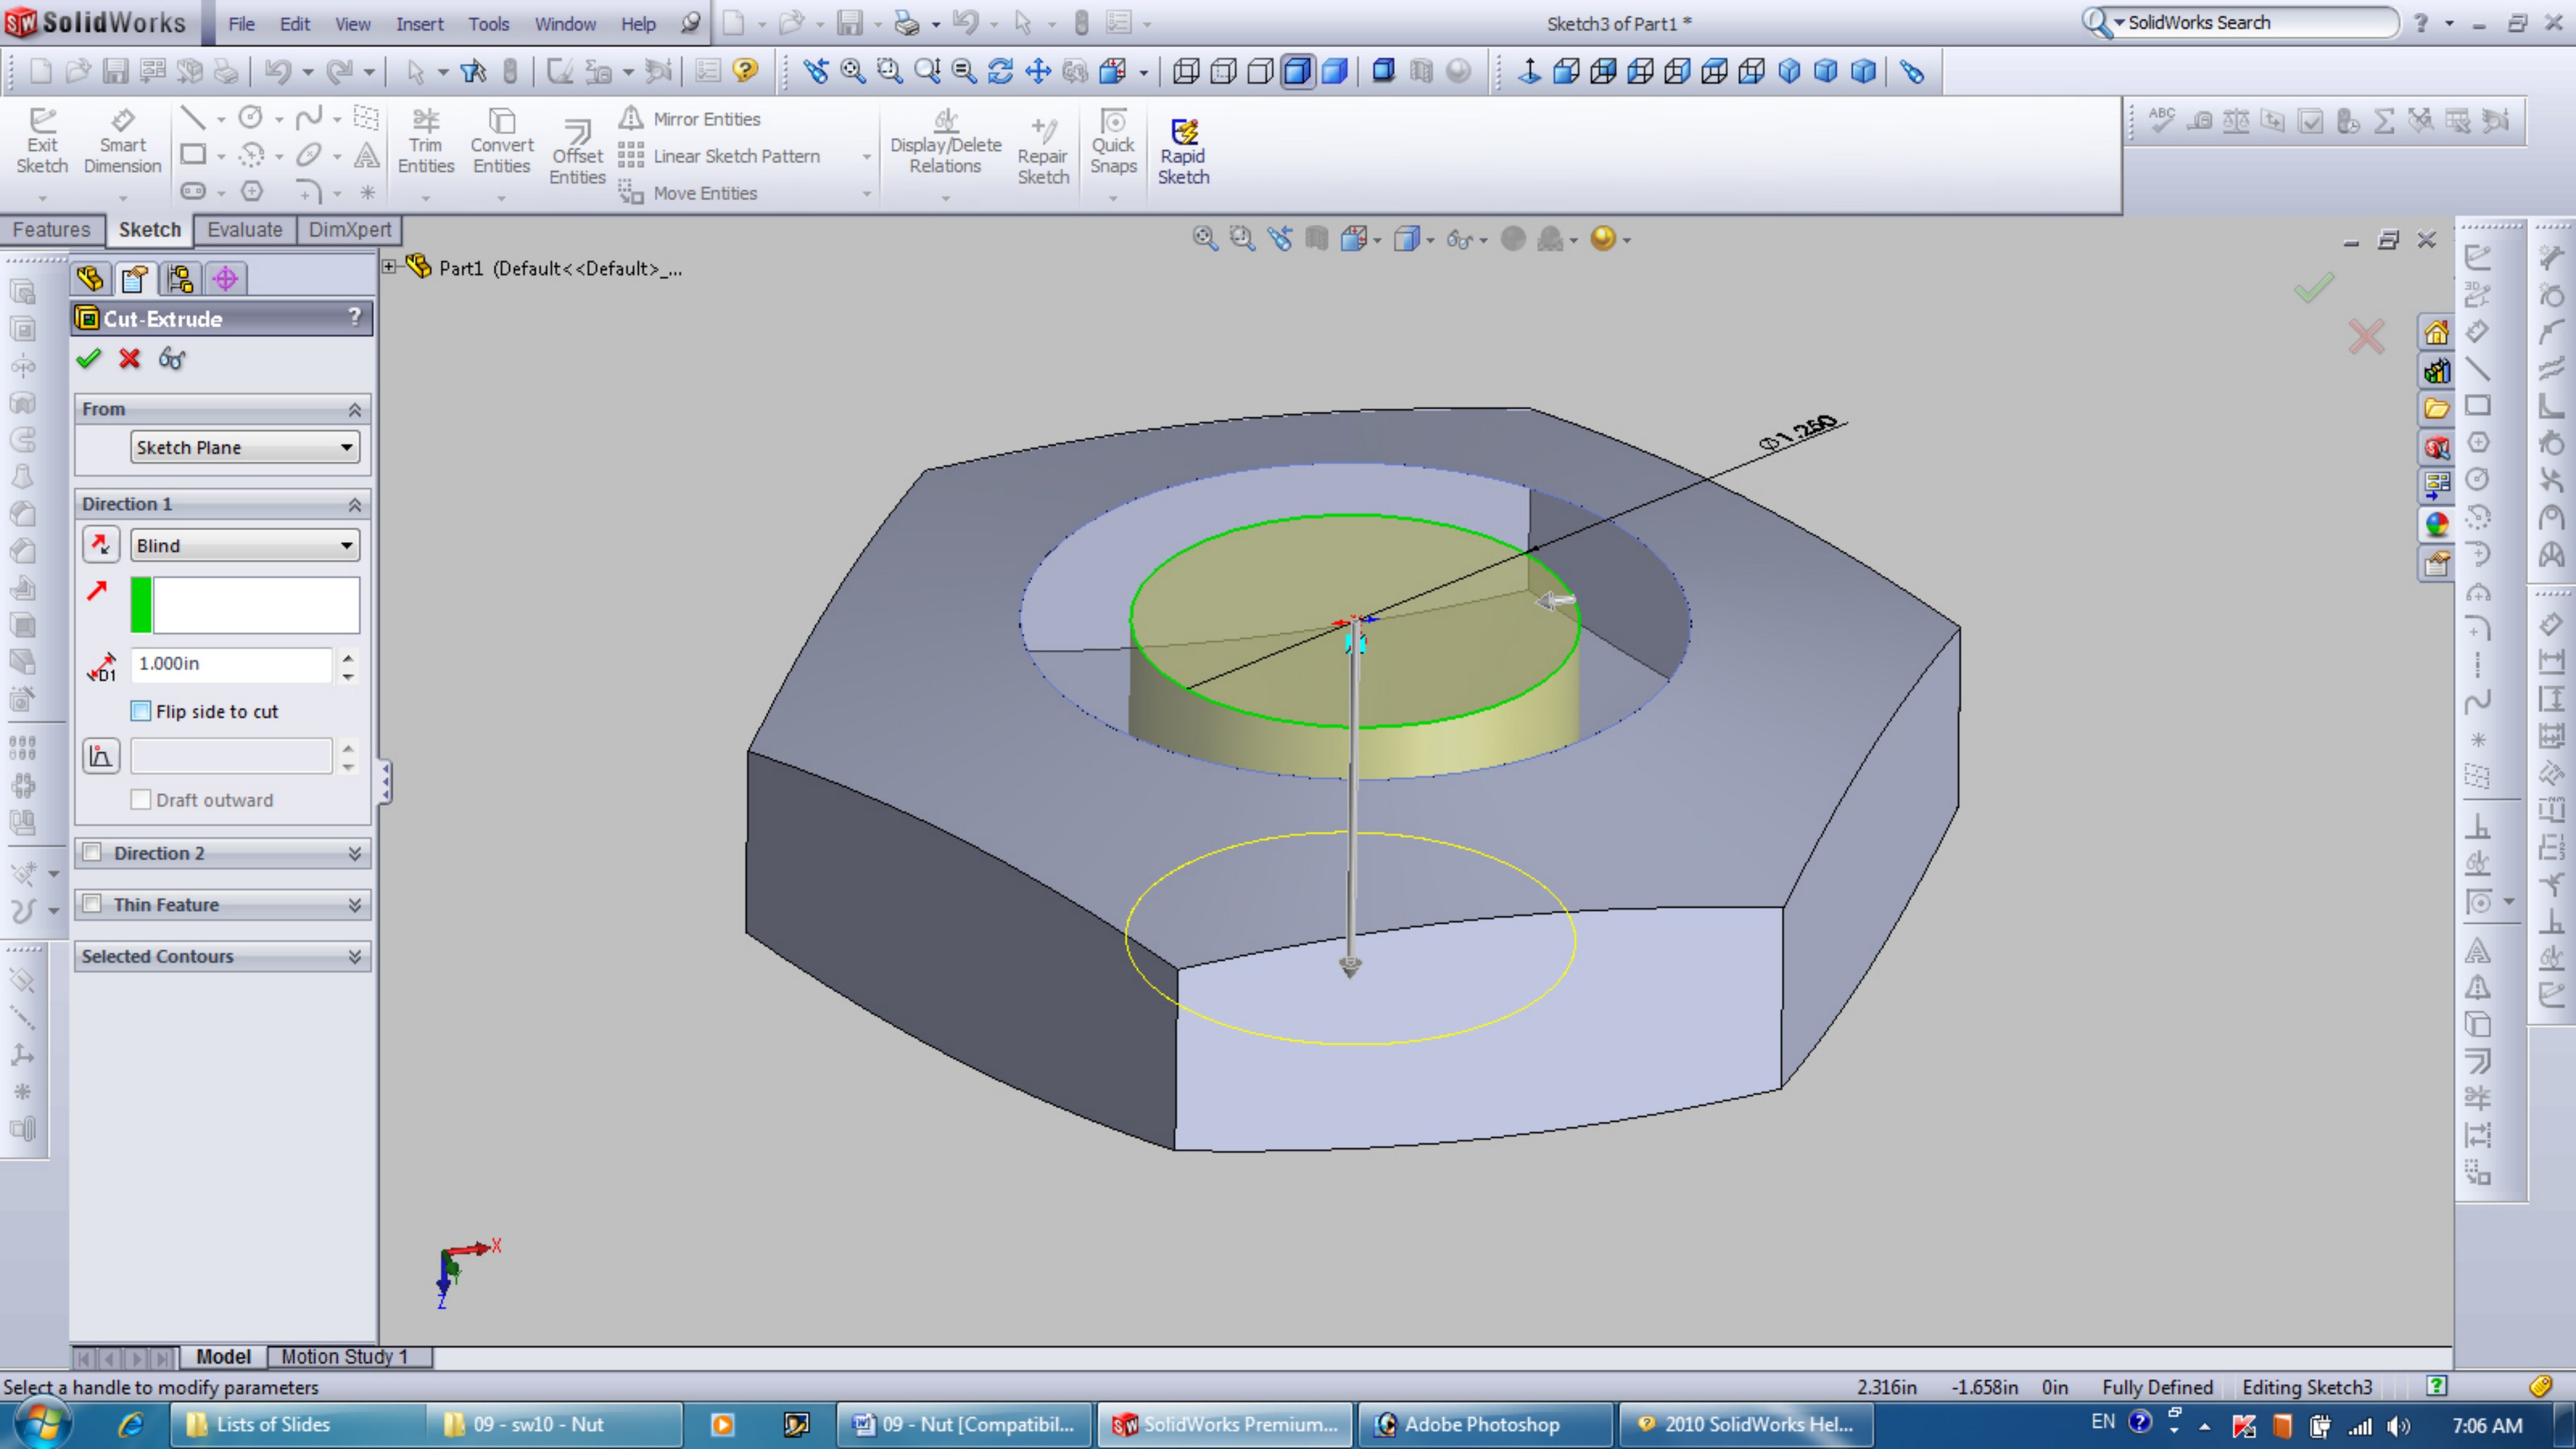 SolidWorks File Edit View Insert Tools Window Help Sketch3 of Part1 * SolidWorks Search ?
Exit Sketch
Smart Dimension
Trim Entities
Convert Entities
Offset Entities
Mirror Entities
Linear Sketch Pattern
Move Entities
Display/Delete Relations
Repair Sketch
Quick Snaps
Rapid Sketch
ABC
Features Sketch Evaluate DimXpert
Part1 (Default<<Default>_...
Cut-Extrude ?
From
Sketch Plane
Direction 1
Blind
D1 1.000in
Flip side to cut
Draft outward
Direction 2
Thin Feature
Selected Contours
Φ1.250
3D
X
Y
Z
Model Motion Study 1
Select a handle to modify parameters 2.316in -1.658in 0in Fully Defined Editing Sketch3 ?
Lists of Slides 09 - sw10 - Nut 09 - Nut [Compatibil... SolidWorks Premium... Adobe Photoshop 2010 SolidWorks Hel... EN 7:06 AM